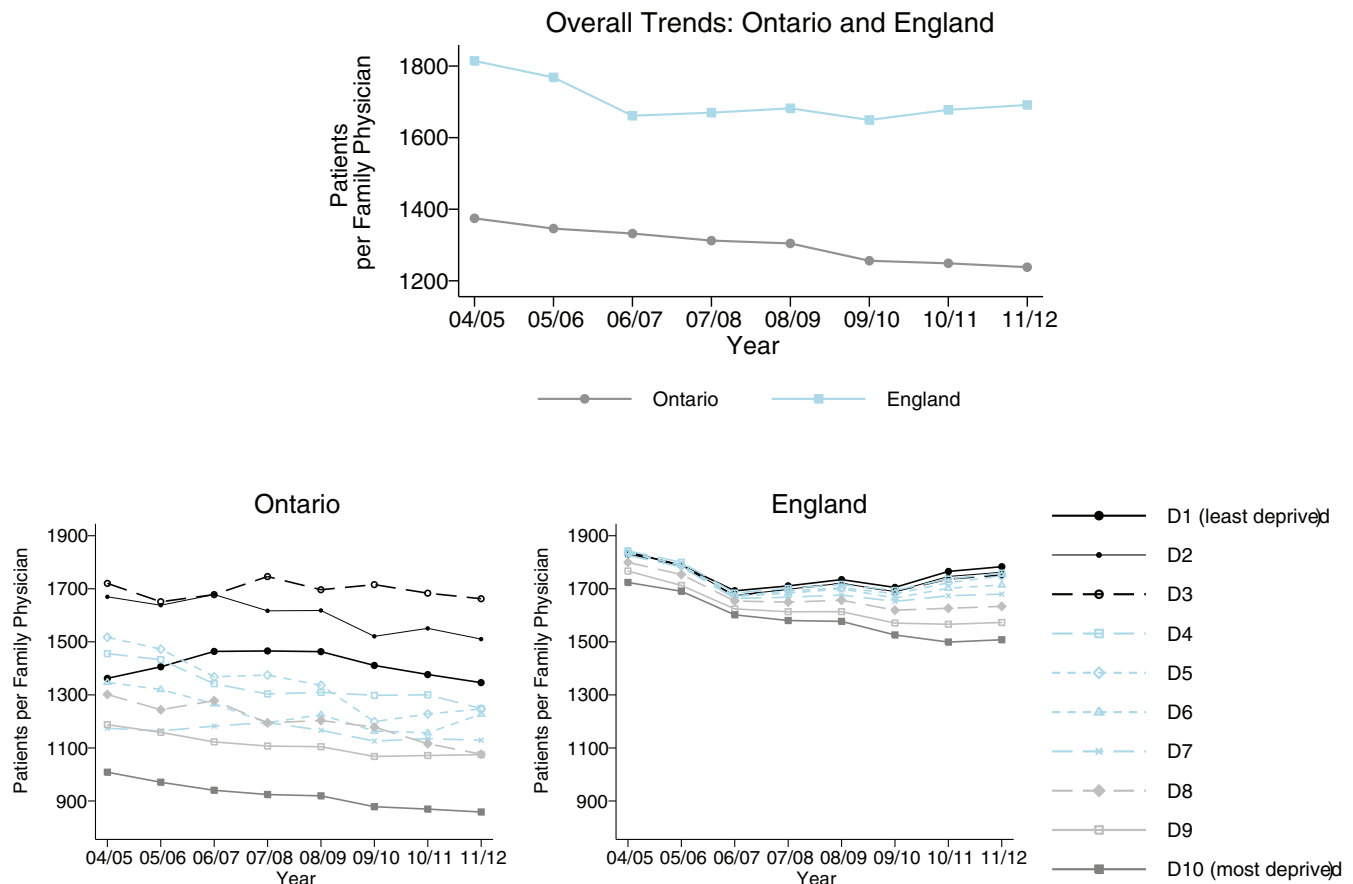 Overall Trends: Ontario and England
Patients
per Family Physician
1800
1600
1400
1200
04/05 05/06 06/07 07/08 08/09 09/10 10/11 11/12
Year
Ontario England
Ontario
Patients per Family Physician
1900
1700
1500
1300
1100
900
04/05 05/06 06/07 07/08 08/09 09/10 10/11 11/12
Year
England
Patients per Family Physician
1900
1700
1500
1300
1100
900
04/05 05/06 06/07 07/08 08/09 09/10 10/11 11/12
Year
D1 (least deprived)
D2
D3
D4
D5
D6
D7
D8
D9
D10 (most deprived)